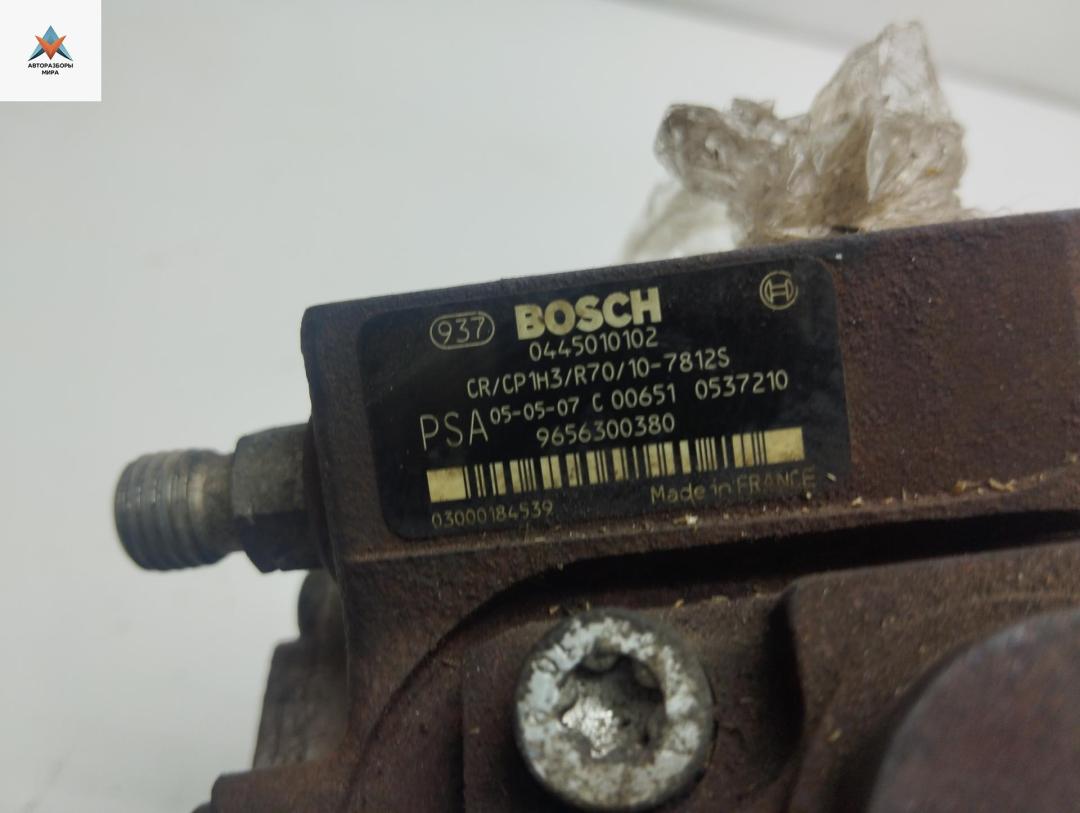 АВТОРАЗБОРЫ
МИРА
937 BOSCH
0445010102
CR/CP1H3/R70/10-7812S
PSA 05-05-07 C 00651 0537210
9656300380
03000184539 Made in FRANCE